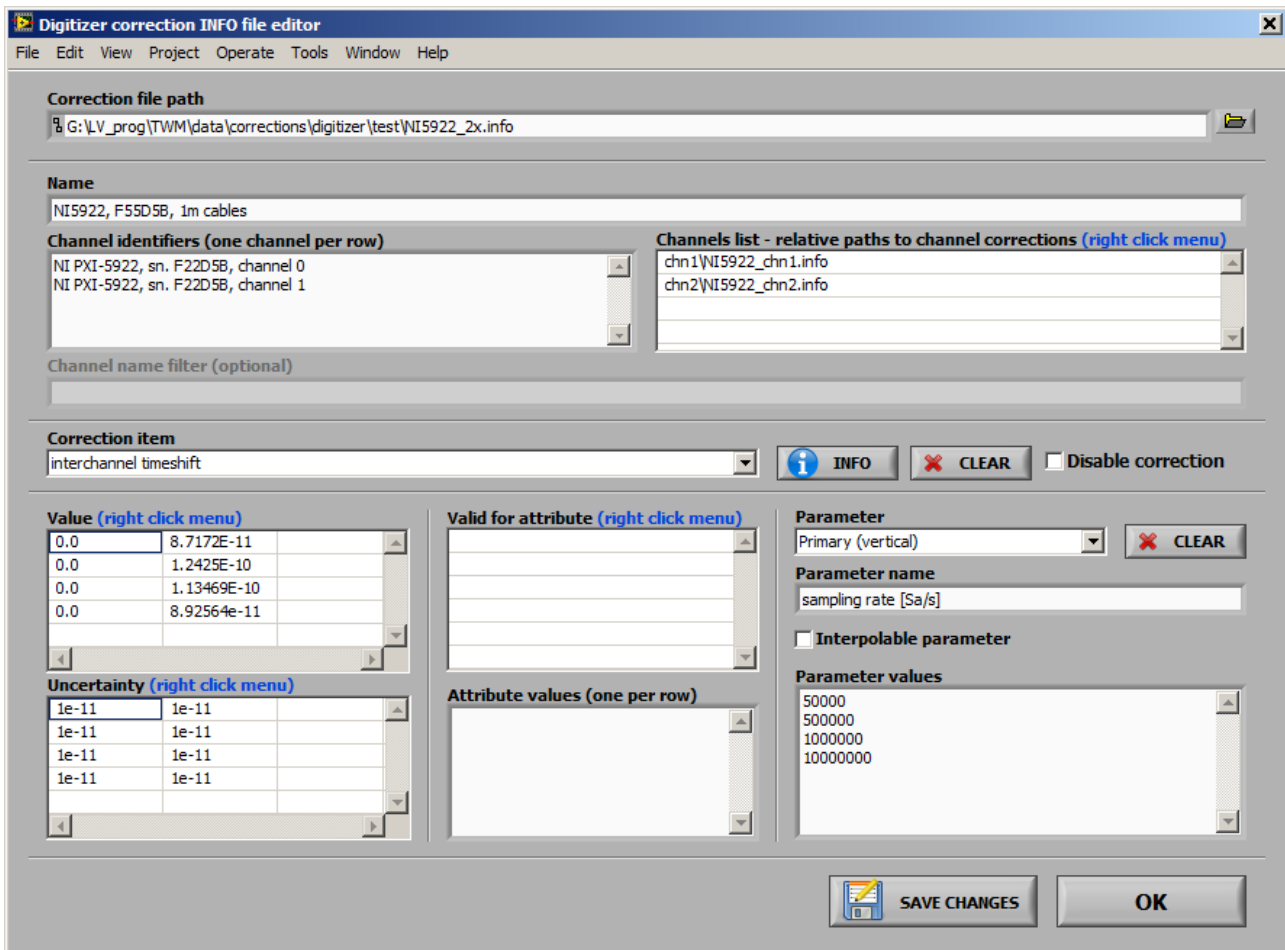 Digitizer correction INFO file editor
File Edit View Project Operate Tools Window Help
Correction file path
G:\LV_prog\TWM\data\corrections\digitizer\test\NI5922_2x.info
Name
NI5922, F55D5B, 1m cables
Channel identifiers (one channel per row)
NI PXI-5922, sn. F22D5B, channel 0
NI PXI-5922, sn. F22D5B, channel 1
Channels list - relative paths to channel corrections (right click menu)
chn1\NI5922_chn1.info
chn2\NI5922_chn2.info
Channel name filter (optional)
Correction item
interchannel timeshift
INFO
CLEAR
Disable correction
Value (right click menu)
0.0 8.7172E-11
0.0 1.2425E-10
0.0 1.13469E-10
0.0 8.92564e-11
Uncertainty (right click menu)
1e-11 1e-11
1e-11 1e-11
1e-11 1e-11
1e-11 1e-11
Valid for attribute (right click menu)
Attribute values (one per row)
Parameter
Primary (vertical)
CLEAR
Parameter name
sampling rate [Sa/s]
Interpolable parameter
Parameter values
50000
500000
1000000
10000000
SAVE CHANGES
OK